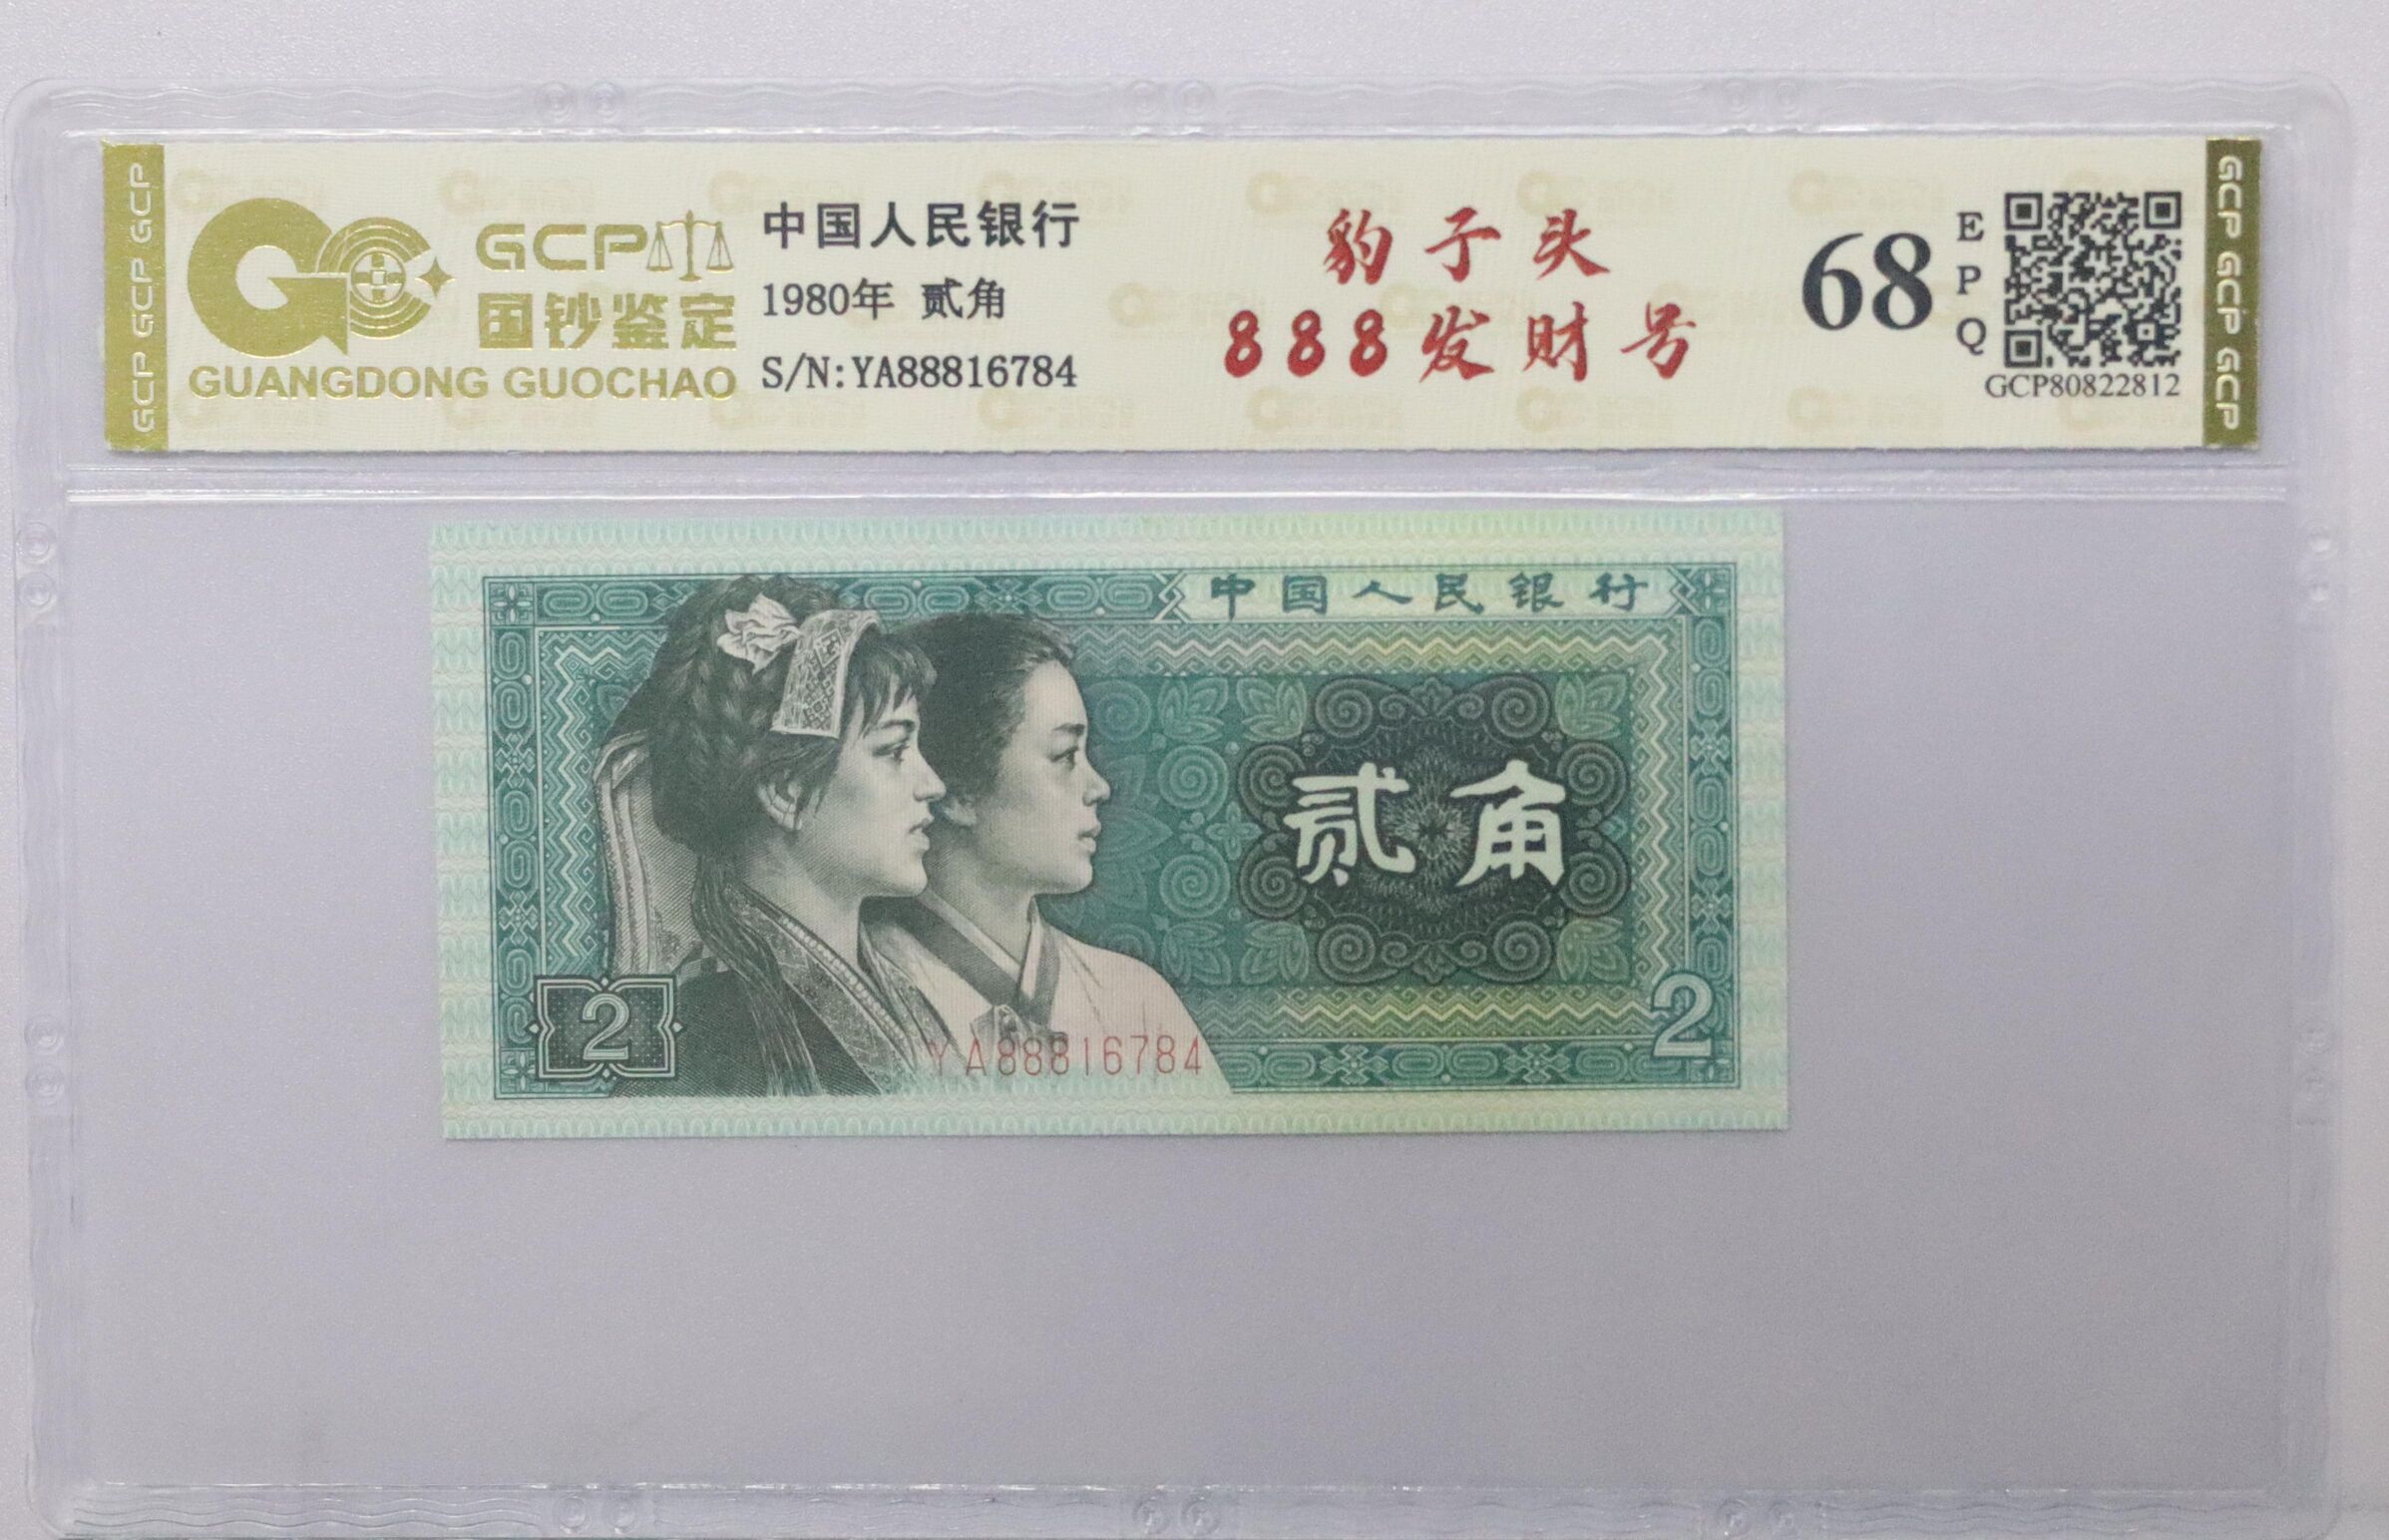 GCP GCP GCP
GCP
国钞鉴定
GUANGDONG GUOCHAO
中国人民银行
1980年 贰角
S/N:YA88816784
豹子头
888发财号
68
EPQ
GCP80822812
GCP GCP GCP
中国人民银行
贰角
2
YA88816784
2